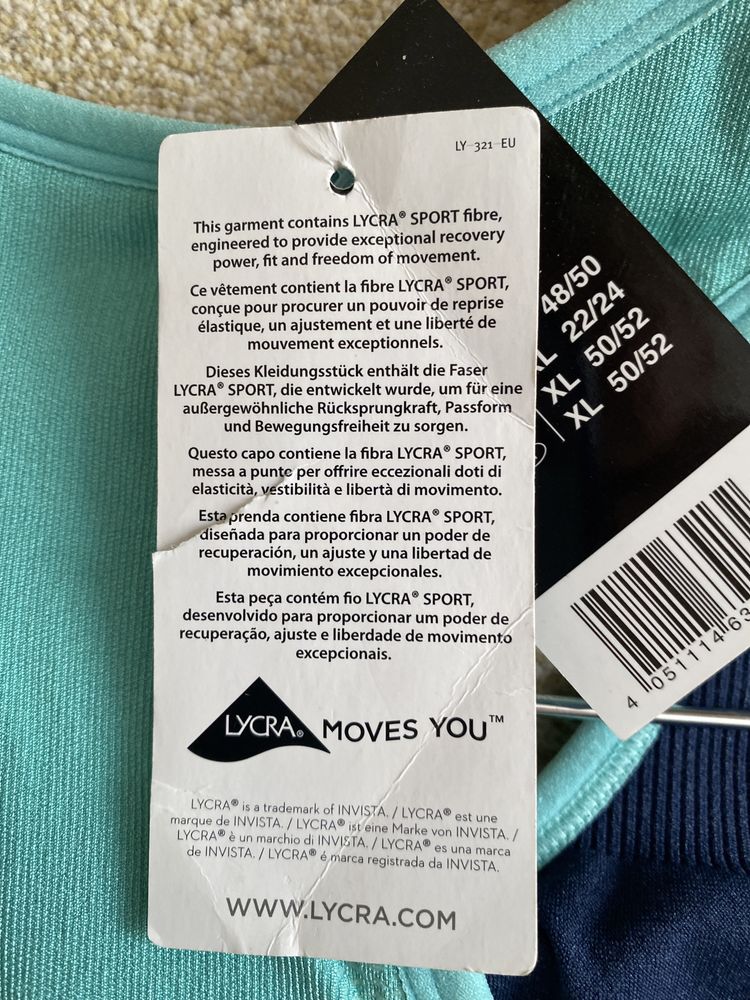 LY 321 EU
This garment contains LYCRA® SPORT fibre,
engineered to provide exceptional recovery
power, fit and freedom of movement.
Ce vêtement contient la fibre LYCRA® SPORT,
conçue pour procurer un pouvoir de reprise
élastique, un ajustement et une liberté de
mouvement exceptionnels.
Dieses Kleidungsstück enthält die Faser
LYCRA® SPORT, die entwickelt wurde, um für eine
außergewöhnliche Rücksprungkraft, Passform
und Bewegungsfreiheit zu sorgen.
Questo capo contiene la fibra LYCRA® SPORT,
messa a punto per offrire eccezionali doti di
elasticità, vestibilità e libertà di movimento.
Esta prenda contiene fibra LYCRA® SPORT,
diseñada para proporcionar un poder de
recuperación, un ajuste y una libertad de
movimiento excepcionales.
Esta peça contém fio LYCRA® SPORT,
desenvolvido para proporcionar um poder de
recuperação, ajuste e liberdade de movimento
excepcionais.
LYCRA® MOVES YOU™
LYCRA® is a trademark of INVISTA. / LYCRA® est une
marque de INVISTA. / LYCRA® ist eine Marke von INVISTA. /
LYCRA® è un marchio di INVISTA. / LYCRA® es una marca
de INVISTA. / LYCRA® é marca registrada da INVISTA.
WWW.LYCRA.COM
48/50
22/24
XL 50/52
XL 50/52
4 051114 63